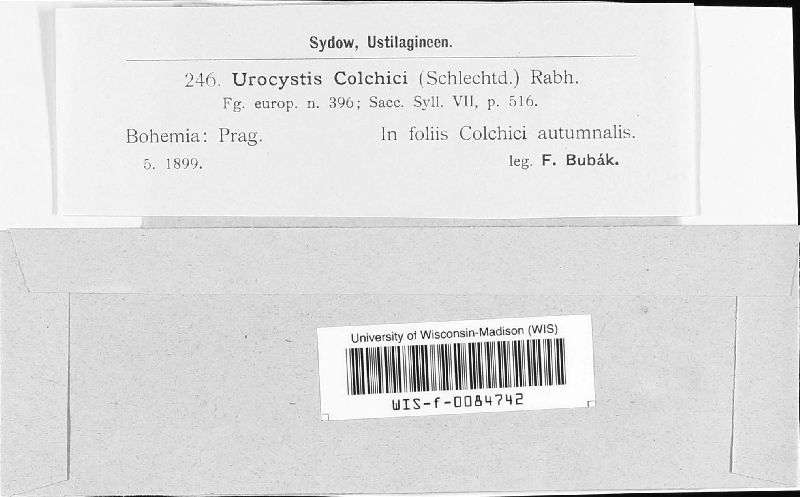 Sydow, Ustilagineen.
246. Urocystis Colchici (Schlechtd.) Rabh.
Fg. europ. n. 396; Sacc. Syll. VII, p. 516.
Bohemia: Prag. In foliis Colchici autumnalis.
5. 1899. leg. F. Bubák.
University of Wisconsin-Madison (WIS)
WIS-f-0084742